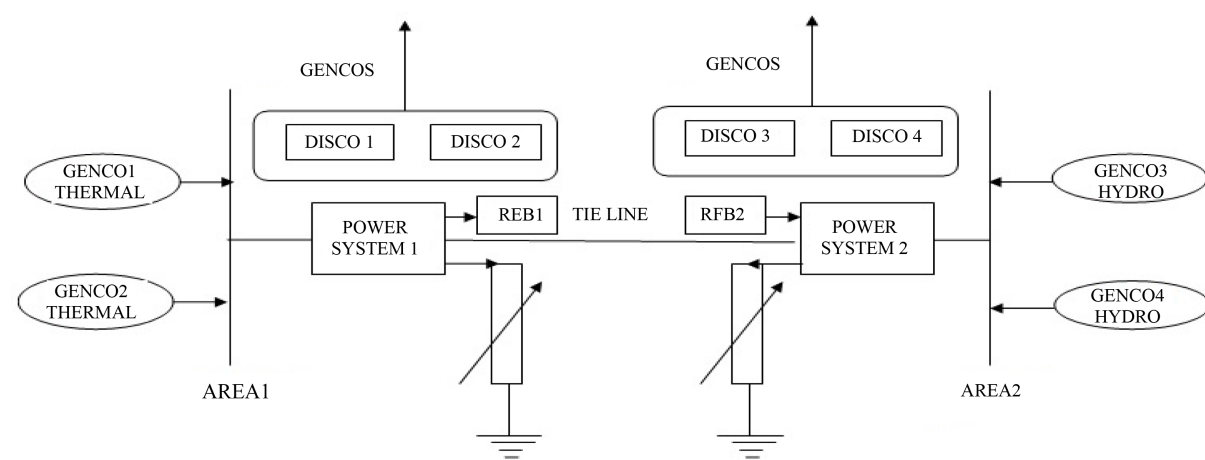 GENCOS
GENCOS
DISCO 1
DISCO 2
DISCO 3
DISCO 4
GENCO1
THERMAL
GENCO3
HYDRO
REB1
TIE LINE
RFB2
POWER
SYSTEM 1
POWER
SYSTEM 2
GENCO2
THERMAL
GENCO4
HYDRO
AREA1
AREA2